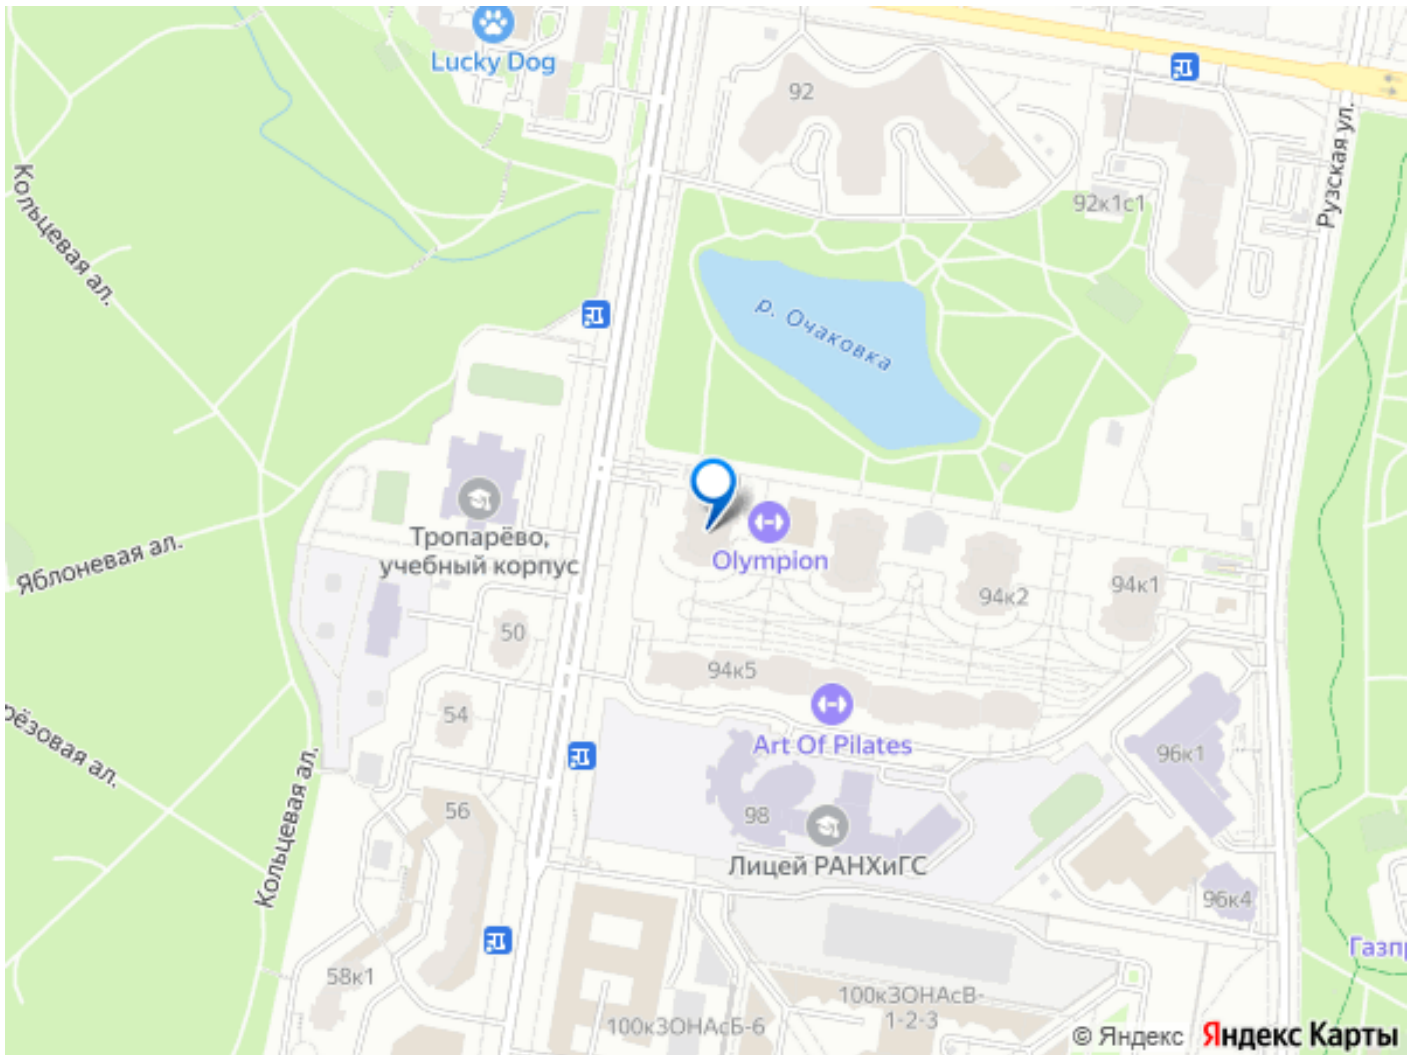 Lucky Dog
92
Рузская ул.
Кольцевая ал.
92к1с1
р. Очаковка
Тропарёво,
учебный корпус
Olympion
Яблоневая ал.
94к2
94к1
50
94к5
54
рёзовая ал.
Art Of Pilates
96к1
56
98
Кольцевая ал.
Лицей РАНХиГС
96к4
Газпр
58к1
100кЗОНАсВ-
1-2-3
100кЗОНАсБ-6
© Яндекс Яндекс Карты